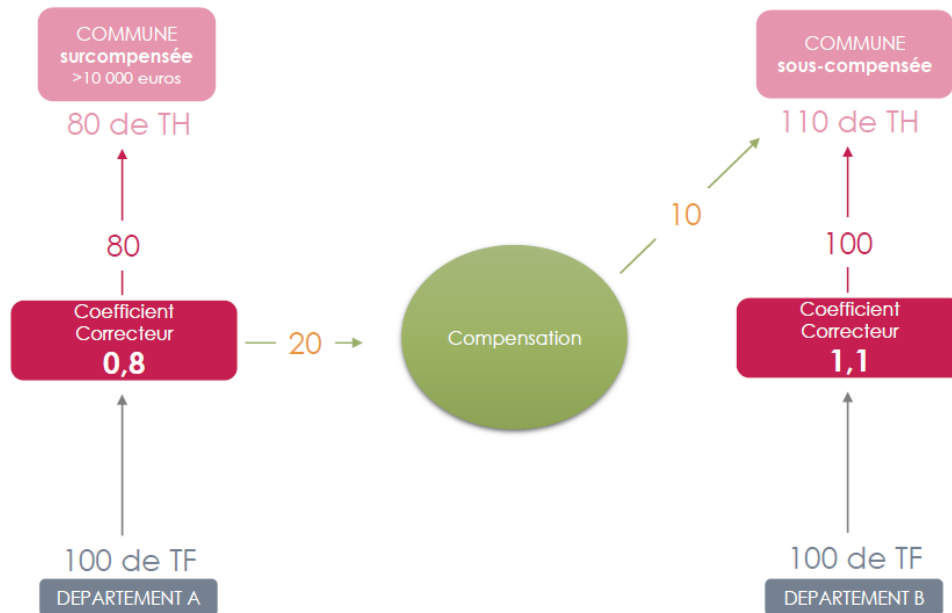 COMMUNE
surcompensée
>10 000 euros
80 de TH
80
Coefficient
Correcteur
0,8
100 de TF
DEPARTEMENT A
20
Compensation
10
COMMUNE
sous-compensée
110 de TH
100
Coefficient
Correcteur
1,1
100 de TF
DEPARTEMENT B